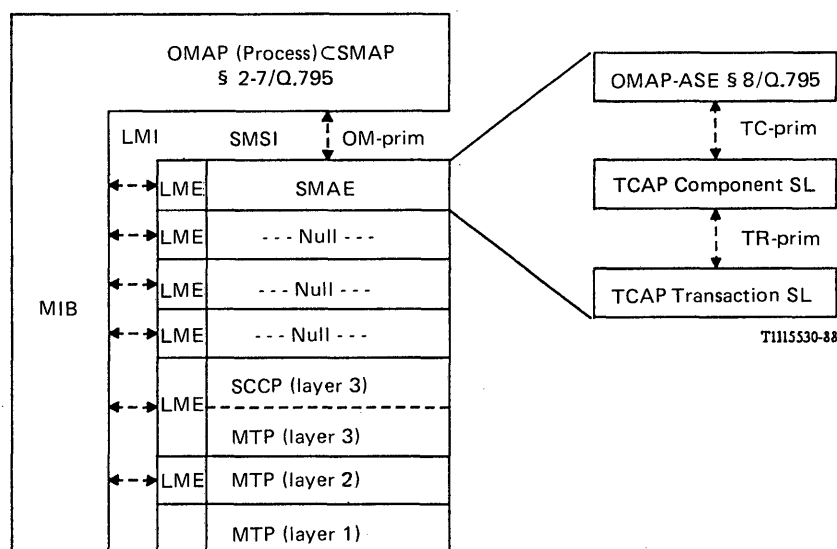 OMAP (Process)⊂SMAP
§ 2-7/Q.795
LMI
SMSI
OM-prim
LME
SMAE
LME
--- Null ---
LME
--- Null ---
MIB
LME
--- Null ---
LME
SCCP (layer 3)
MTP (layer 3)
LME
MTP (layer 2)
MTP (layer 1)
OMAP-ASE § 8/Q.795
TC-prim
TCAP Component SL
TR-prim
TCAP Transaction SL
T1115530-88